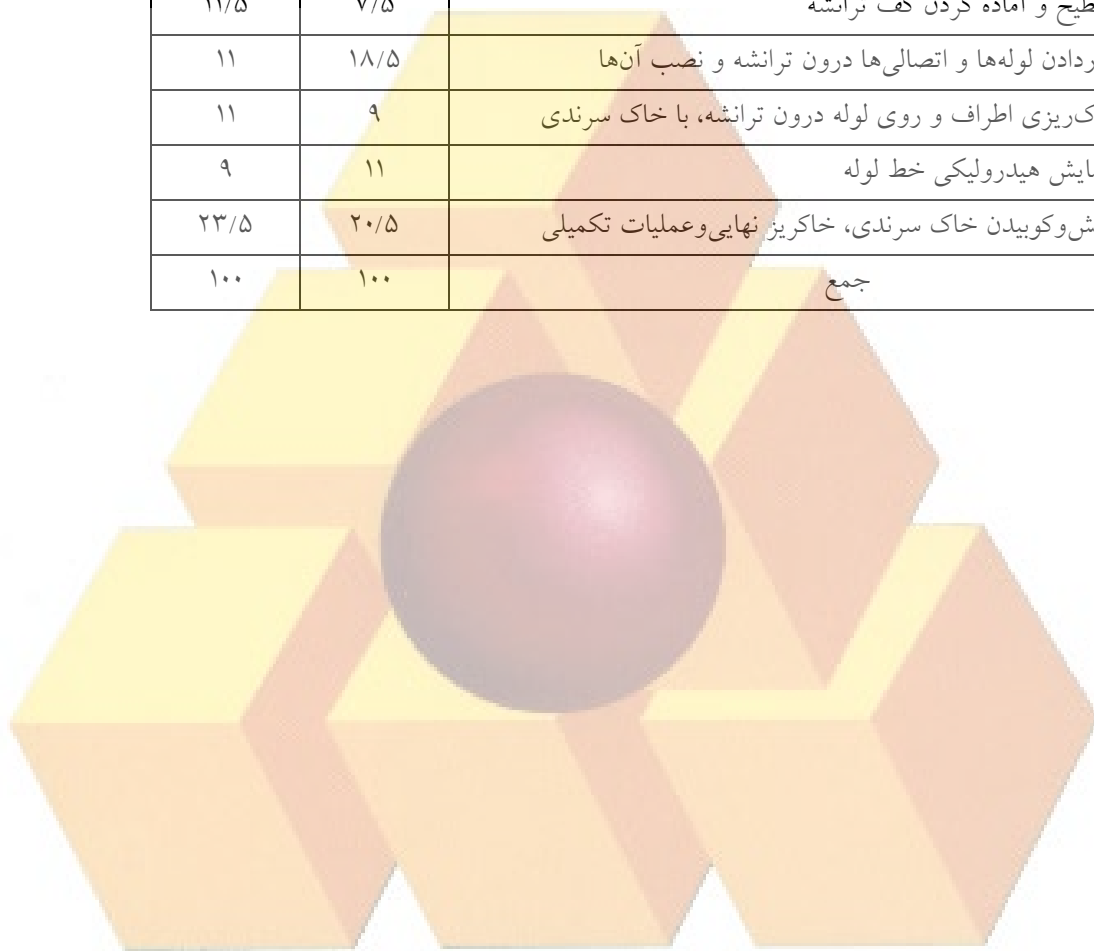 طیح و آماده کردن کف ترانشه ۷/۵ ۱۱/۵
ردادن لوله‌ها و اتصالی‌ها درون ترانشه و نصب آن‌ها ۱۸/۵ ۱۱
ک‌ریزی اطراف و روی لوله درون ترانشه، با خاک سرندی ۹ ۱۱
ایش هیدرولیکی خط لوله ۱۱ ۹
ش‌وکوبیدن خاک سرندی، خاکریز نهایی‌وعملیات تکمیلی ۲۰/۵ ۲۳/۵
جمع ۱۰۰ ۱۰۰